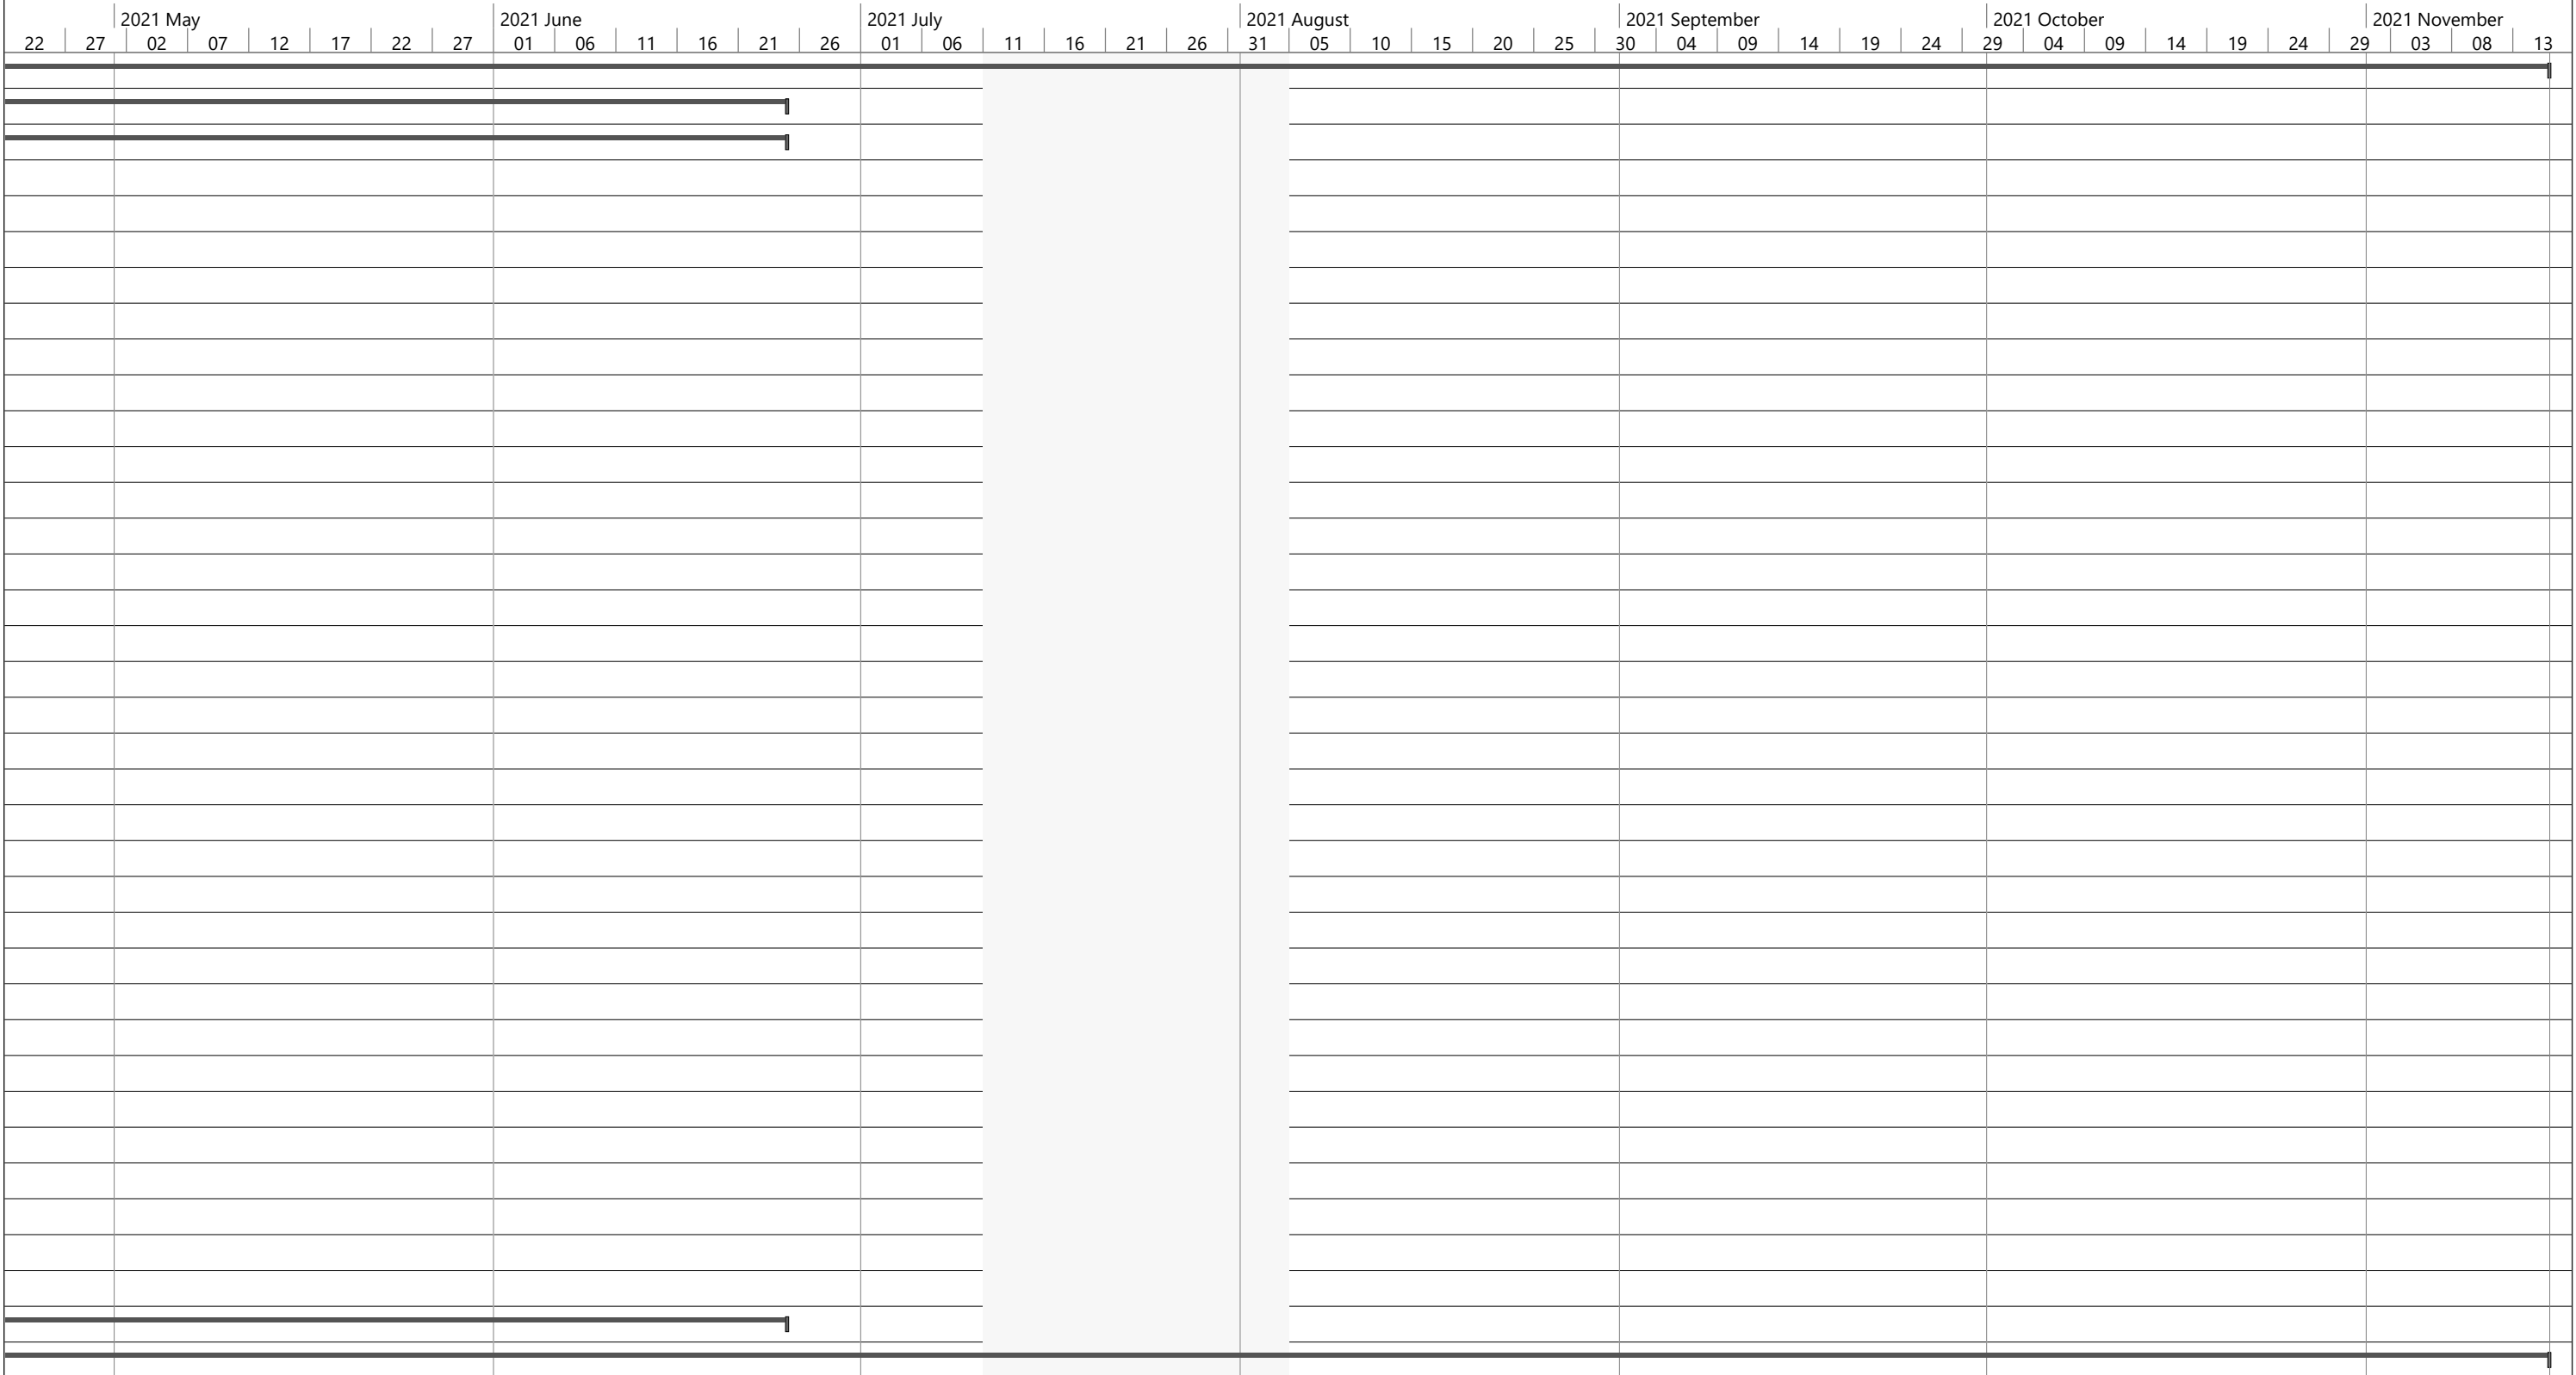 2021 May 2021 June 2021 July 2021 August 2021 September 2021 October 2021 November
22 27 02 07 12 17 22 27 01 06 11 16 21 26 01 06 11 16 21 26 31 05 10 15 20 25 30 04 09 14 19 24 29 04 09 14 19 24 29 03 08 13